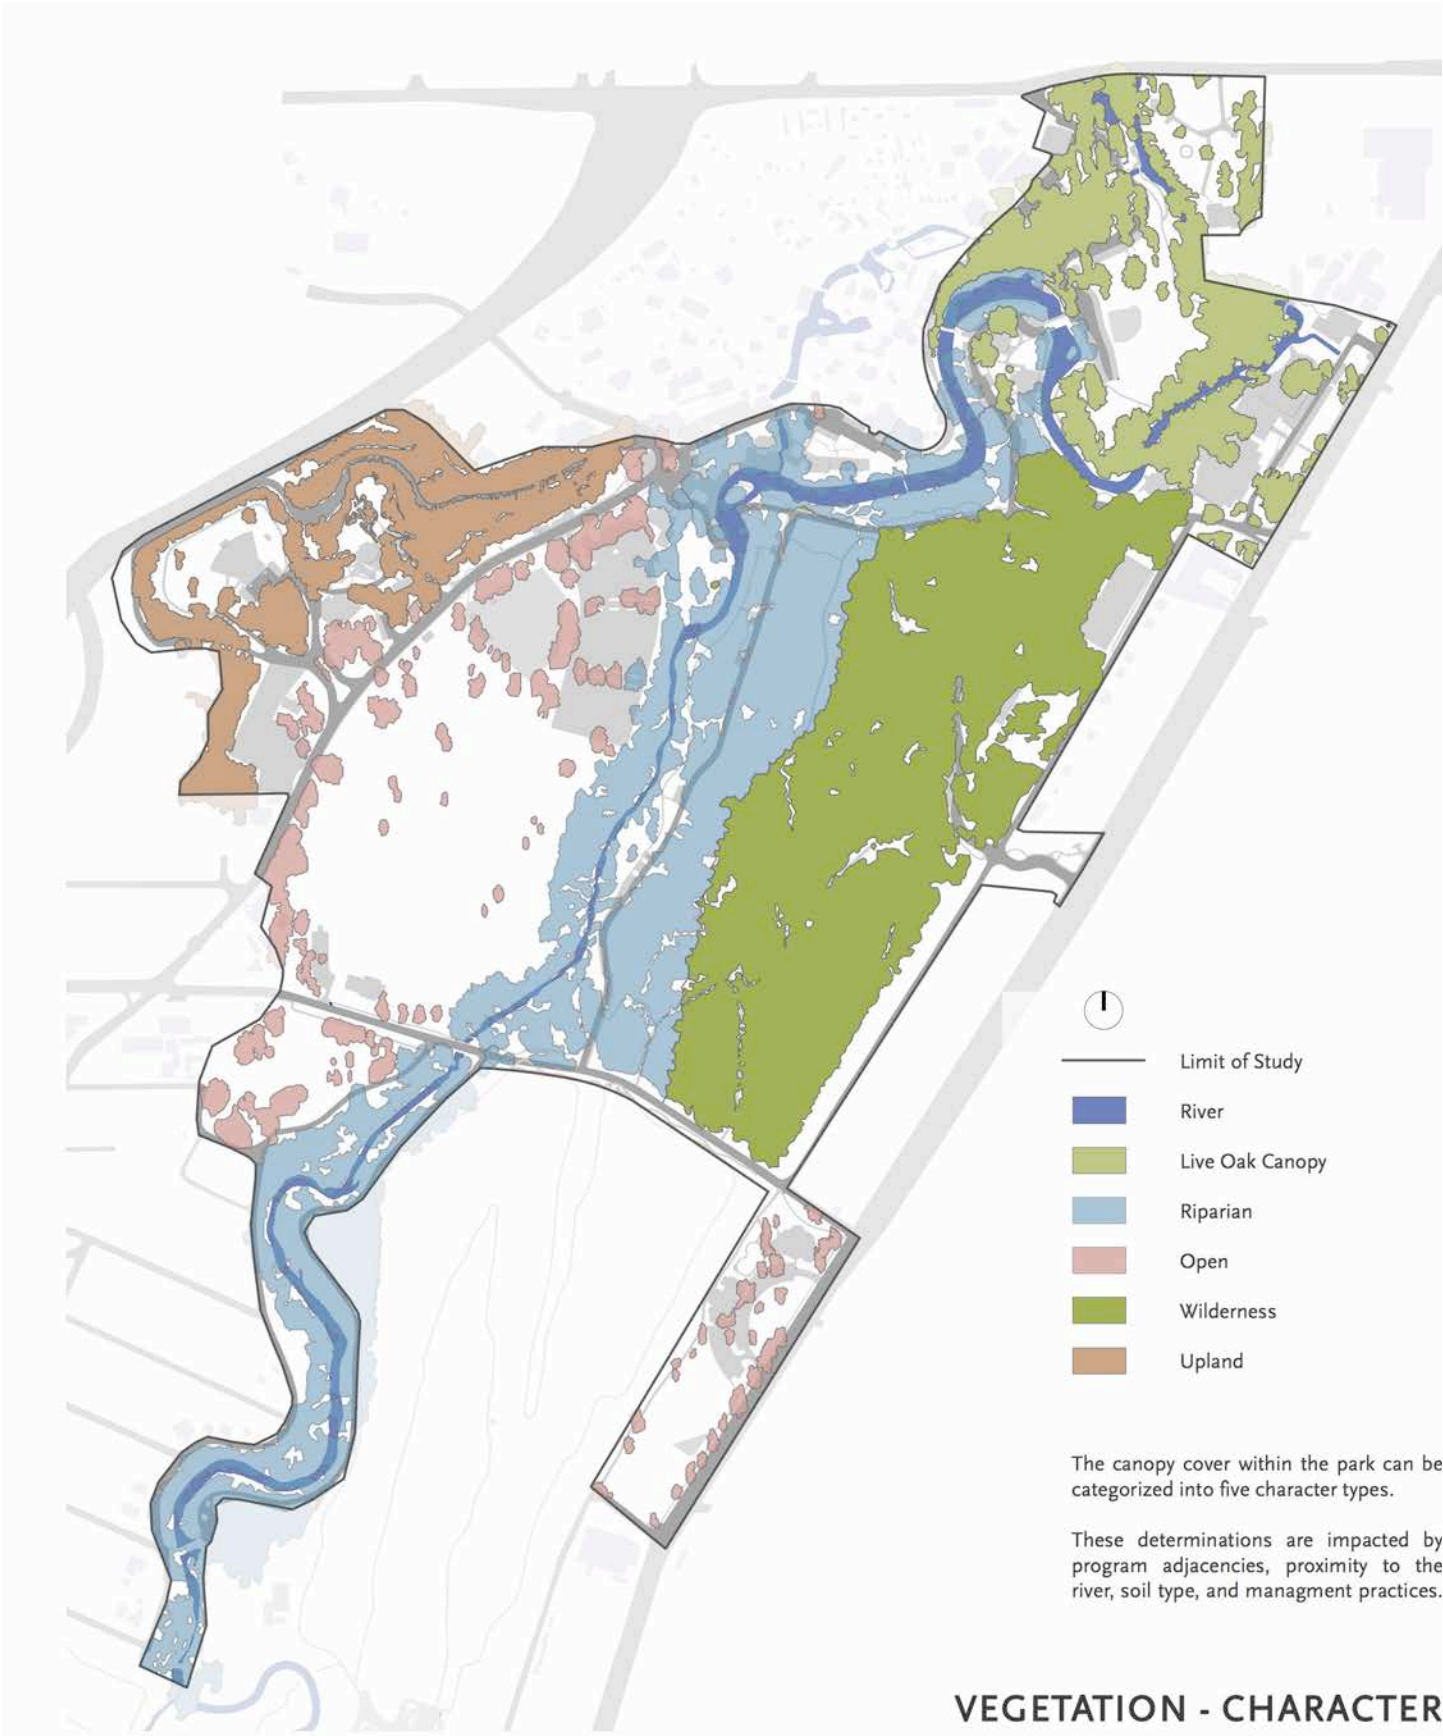 Limit of Study
River
Live Oak Canopy
Riparian
Open
Wilderness
Upland
The canopy cover within the park can be
categorized into five character types.
These determinations are impacted by
program adjacencies, proximity to the
river, soil type, and managment practices.
VEGETATION - CHARACTER